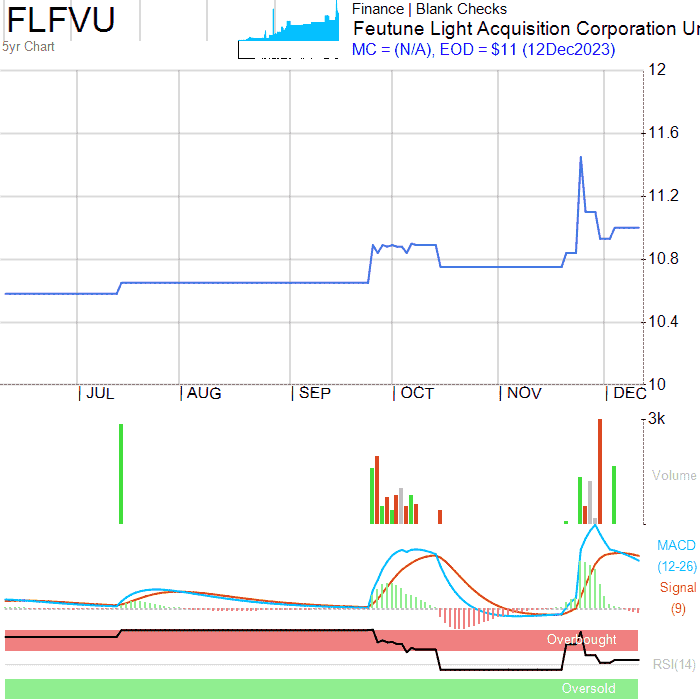 FLFVU
5yr Chart
Finance | Blank Checks
Feutune Light Acquisition Corporation Un
MC = (N/A), EOD = $11 (12Dec2023)
12
11.6
11.2
10.8
10.4
10
| JUL | AUG | SEP | OCT | NOV | DEC
3k
Volume
MACD
(12-26)
Signal
(9)
Overbought
RSI(14)
Oversold